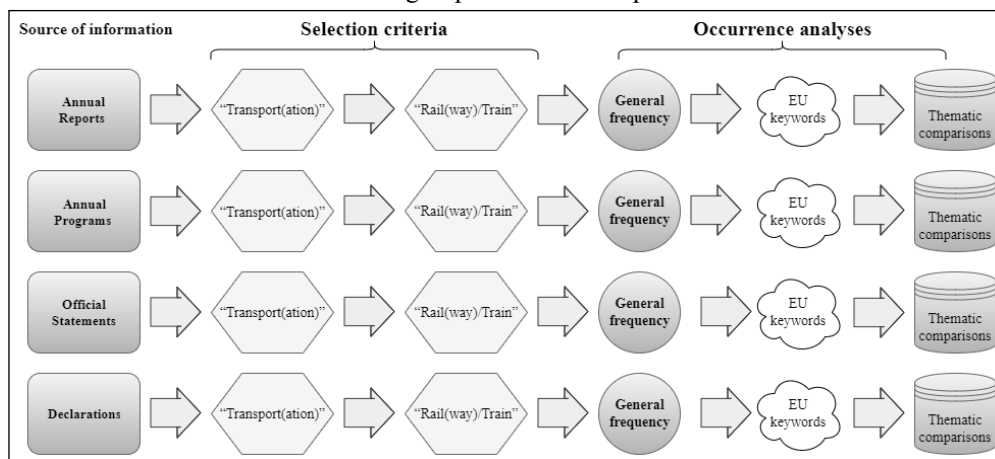 Source of information
Selection criteria
Occurrence analyses
Annual
Reports
“Transport(ation)”
“Rail(way)/Train”
General
frequency
EU
keywords
Thematic
comparisons
Annual
Programs
“Transport(ation)”
“Rail(way)/Train”
General
frequency
EU
keywords
Thematic
comparisons
Official
Statements
“Transport(ation)”
“Rail(way)/Train”
General
frequency
EU
keywords
Thematic
comparisons
Declarations
“Transport(ation)”
“Rail(way)/Train”
General
frequency
EU
keywords
Thematic
comparisons